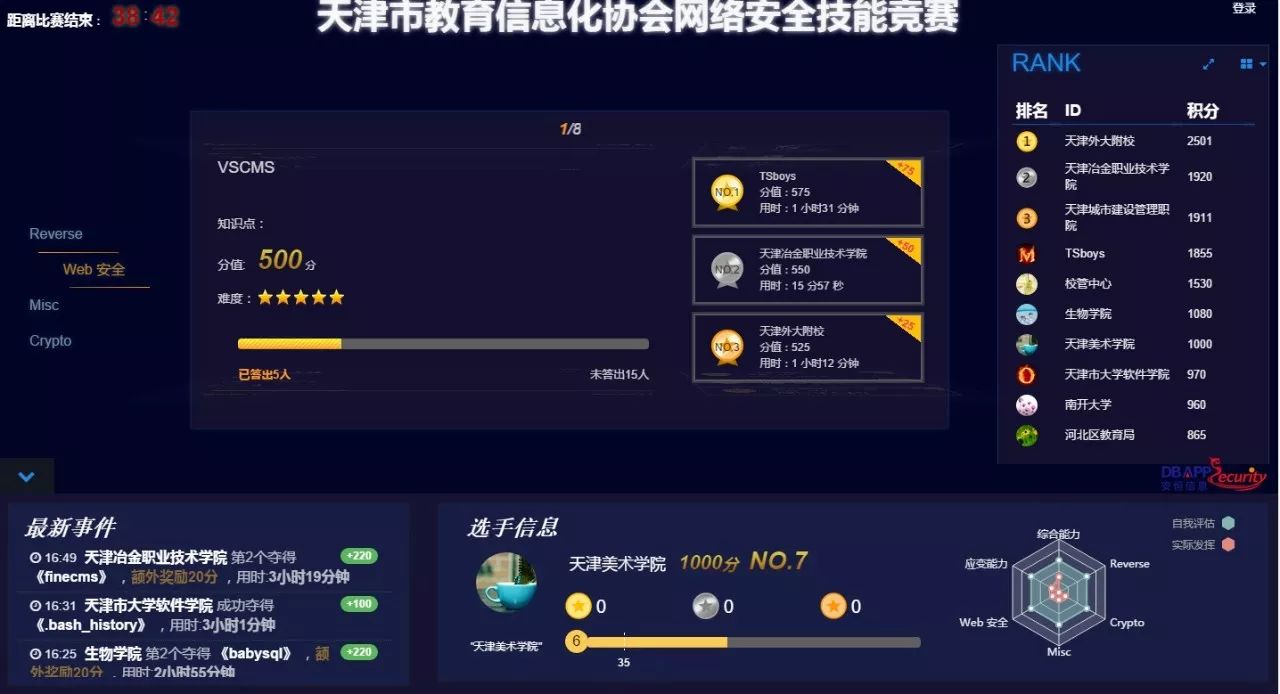 距离比赛结束： 38:42
天津市教育信息化协会网络安全技能竞赛
登录
Reverse
Web 安全
Misc
Crypto
1/8
VSCMS
知识点：
分值: 500 分
难度：
已答出5人
未答出15人
NO.1
TSboys
分值：575
用时：1 小时31 分钟
+75
NO.2
天津冶金职业技术学院
分值：550
用时：15 分57 秒
+50
NO.3
天津外大附校
分值：525
用时：1 小时12 分钟
+25
RANK
排名 ID 积分
1 天津外大附校 2501
2 天津冶金职业技术学
院 1920
3 天津城市建设管理职
院 1911
TSboys 1855
校管中心 1530
生物学院 1080
天津美术学院 1000
天津市大学软件学院 970
南开大学 960
河北区教育局 865
DBAPPSecurity
安恒信息
最新事件
16:49 天津冶金职业技术学院 第2个夺得 +220
《finecms》 ，额外奖励20分 ，用时:3小时19分钟
16:31 天津市大学软件学院 成功夺得 +100
《.bash_history》 ，用时:3小时1分钟
16:25 生物学院 第2个夺得 《babysql》 ，额 +220
外奖励20分 ，用时:2小时55分钟
选手信息
天津美术学院 1000分 NO.7
0 0 0
"天津美术学院"
6
35
自我评估
实际发挥
综合能力
Reverse
Crypto
Misc
Web 安全
应变能力